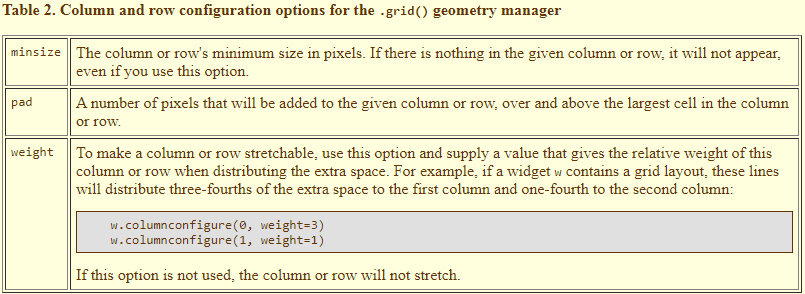 Table 2. Column and row configuration options for the .grid() geometry manager
minsize The column or row's minimum size in pixels. If there is nothing in the given column or row, it will not appear,
even if you use this option.
pad A number of pixels that will be added to the given column or row, over and above the largest cell in the column
or row.
weight To make a column or row stretchable, use this option and supply a value that gives the relative weight of this
column or row when distributing the extra space. For example, if a widget w contains a grid layout, these lines
will distribute three-fourths of the extra space to the first column and one-fourth to the second column:
w.columnconfigure(0, weight=3)
w.columnconfigure(1, weight=1)
If this option is not used, the column or row will not stretch.